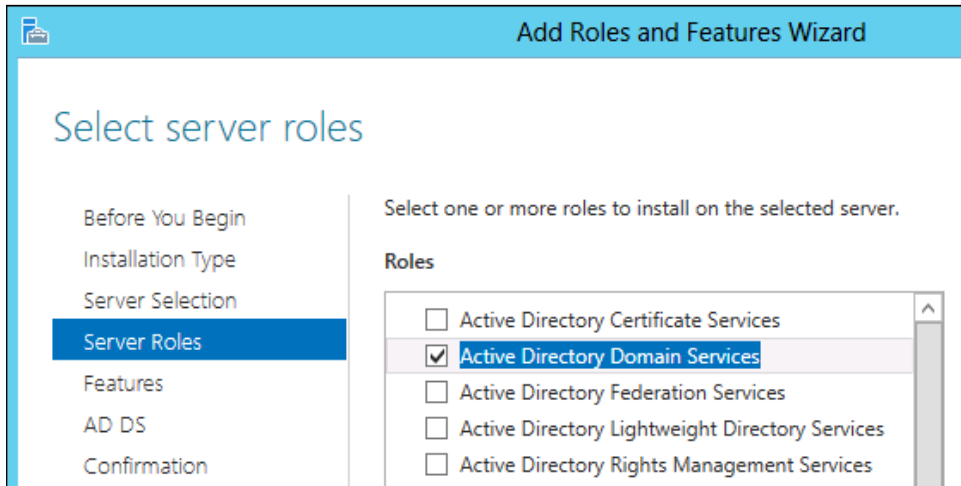 Add Roles and Features Wizard
Select server roles
Before You Begin
Installation Type
Server Selection
Server Roles
Features
AD DS
Confirmation
Select one or more roles to install on the selected server.
Roles
Active Directory Certificate Services
Active Directory Domain Services
Active Directory Federation Services
Active Directory Lightweight Directory Services
Active Directory Rights Management Services